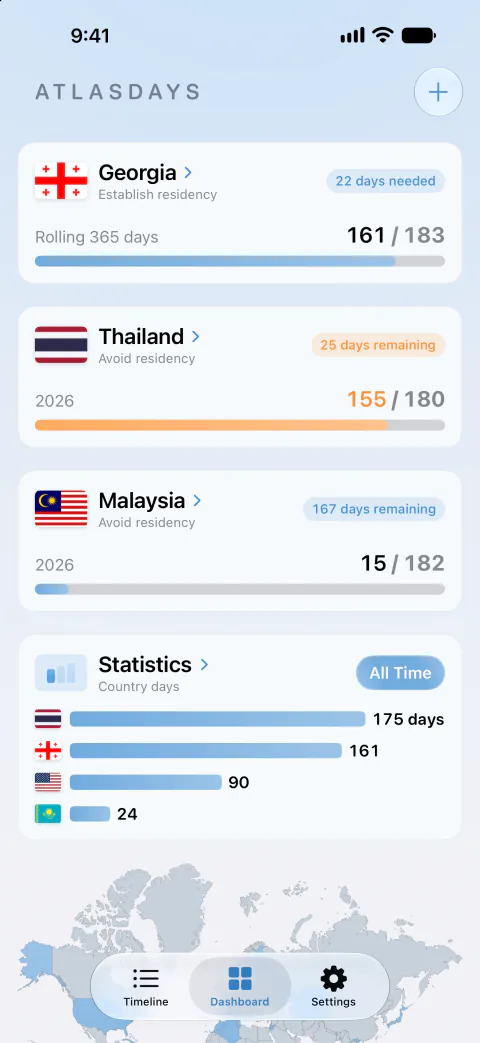 9:41
ATLASDAYS
Georgia
Establish residency
22 days needed
Rolling 365 days
161 / 183
Thailand
Avoid residency
25 days remaining
2026
155 / 180
Malaysia
Avoid residency
167 days remaining
2026
15 / 182
Statistics
Country days
All Time
175 days
161
90
24
Timeline
Dashboard
Settings